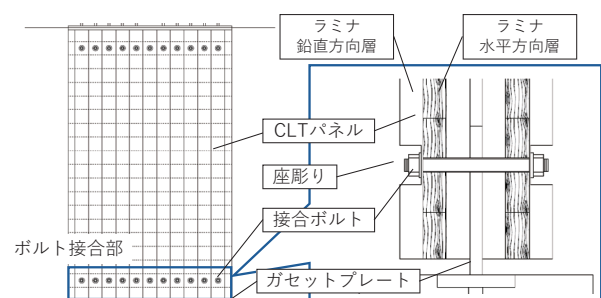 ラミナ
鉛直方向層
ラミナ
水平方向層
CLTパネル
座彫り
接合ボルト
ボルト接合部
ガセットプレート